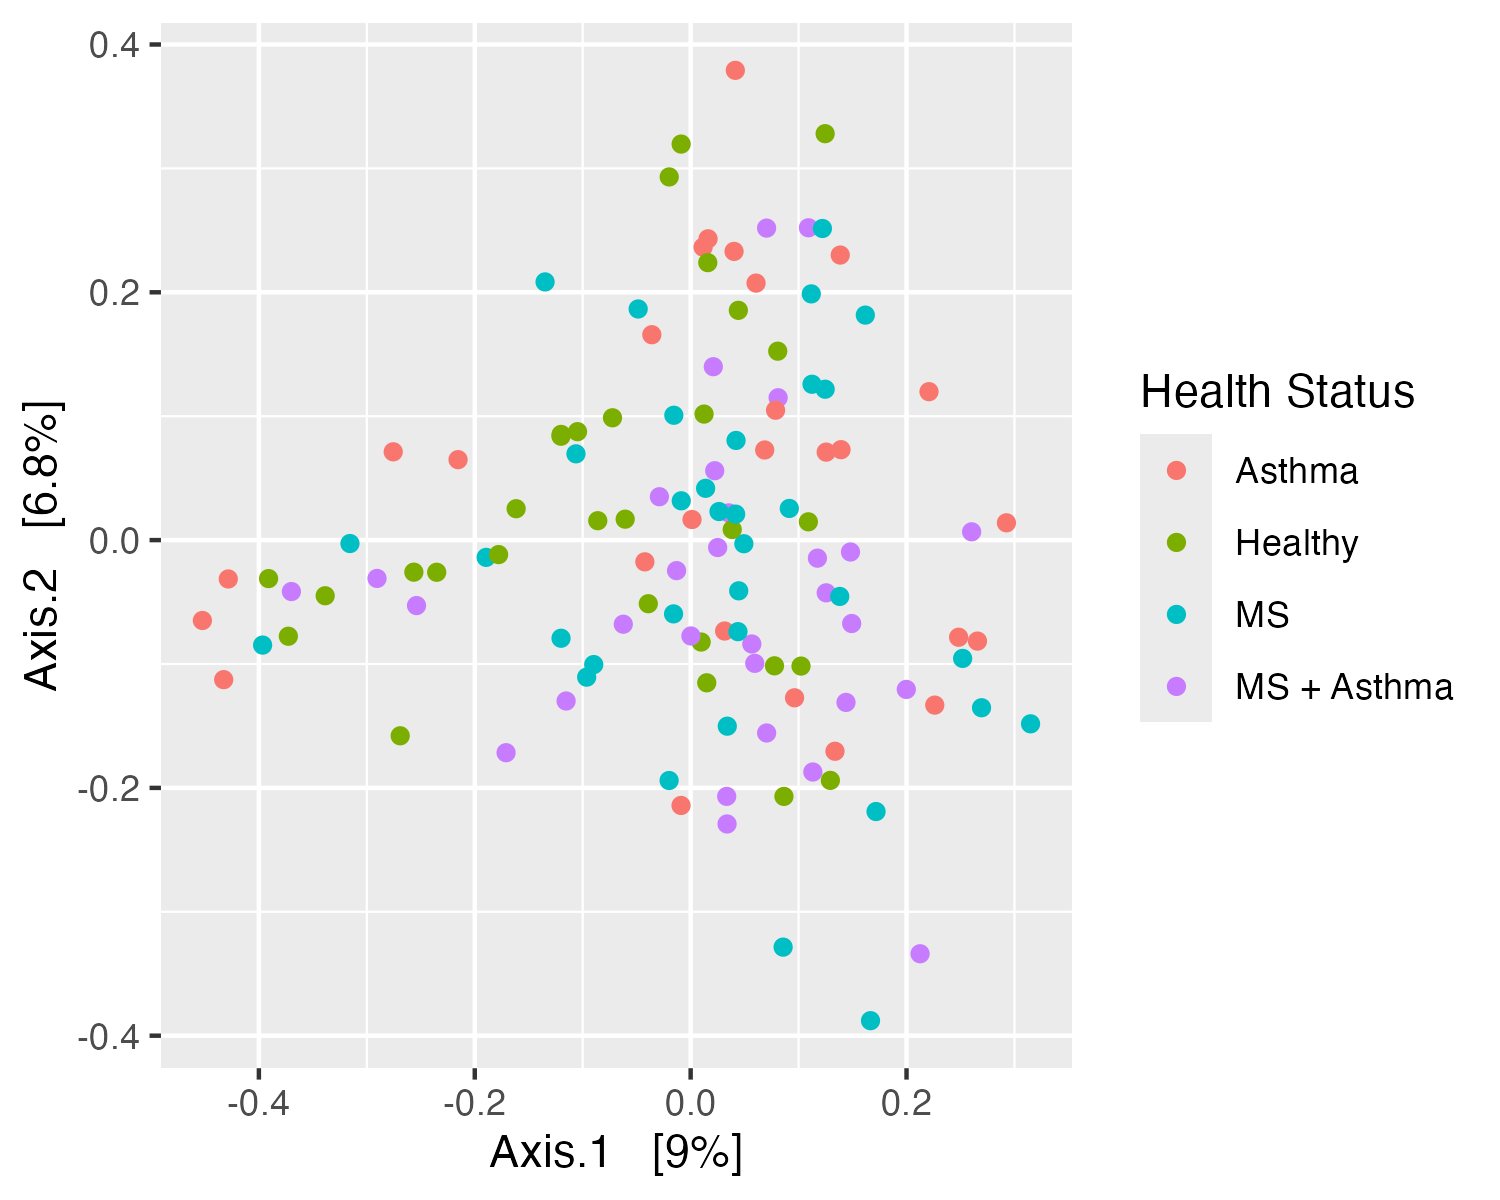 0.4
0.2
0.0
-0.2
-0.4
Axis.2 [6.8%]
-0.4 -0.2 0.0 0.2
Axis.1 [9%]
Health Status
Asthma
Healthy
MS
MS + Asthma